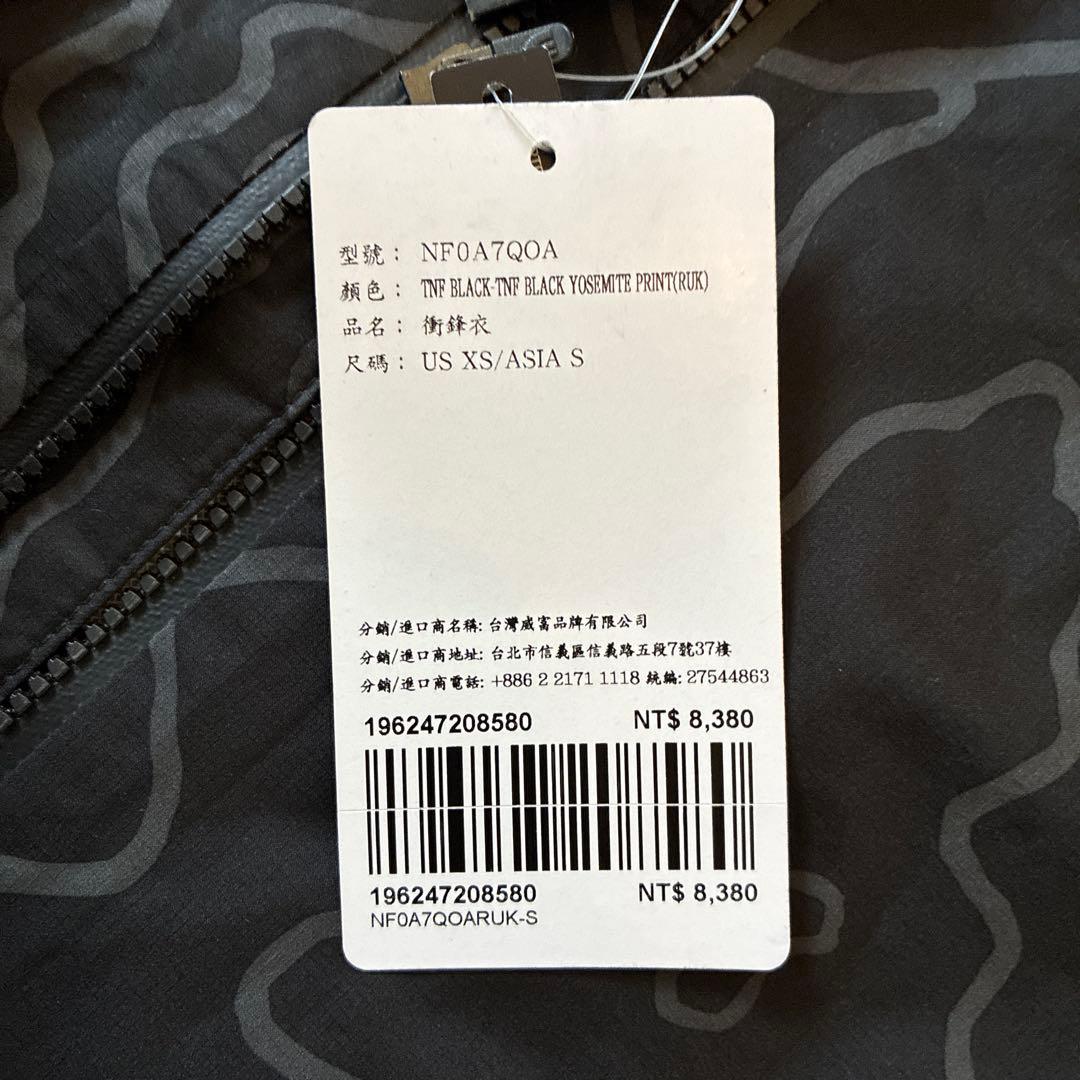 型號： NF0A7QOA
顏色： TNF BLACK-TNF BLACK YOSEMITE PRINT(RUK)
品名： 衝鋒衣
尺碼： US XS/ASIA S
分銷/進口商名稱: 台灣威富品牌有限公司
分銷/進口商地址: 台北市信義區信義路五段7號37樓
分銷/進口商電話: +886 2 2171 1118 統編: 27544863
196247208580 NT$ 8,380
196247208580 NT$ 8,380
NF0A7QOARUK-S